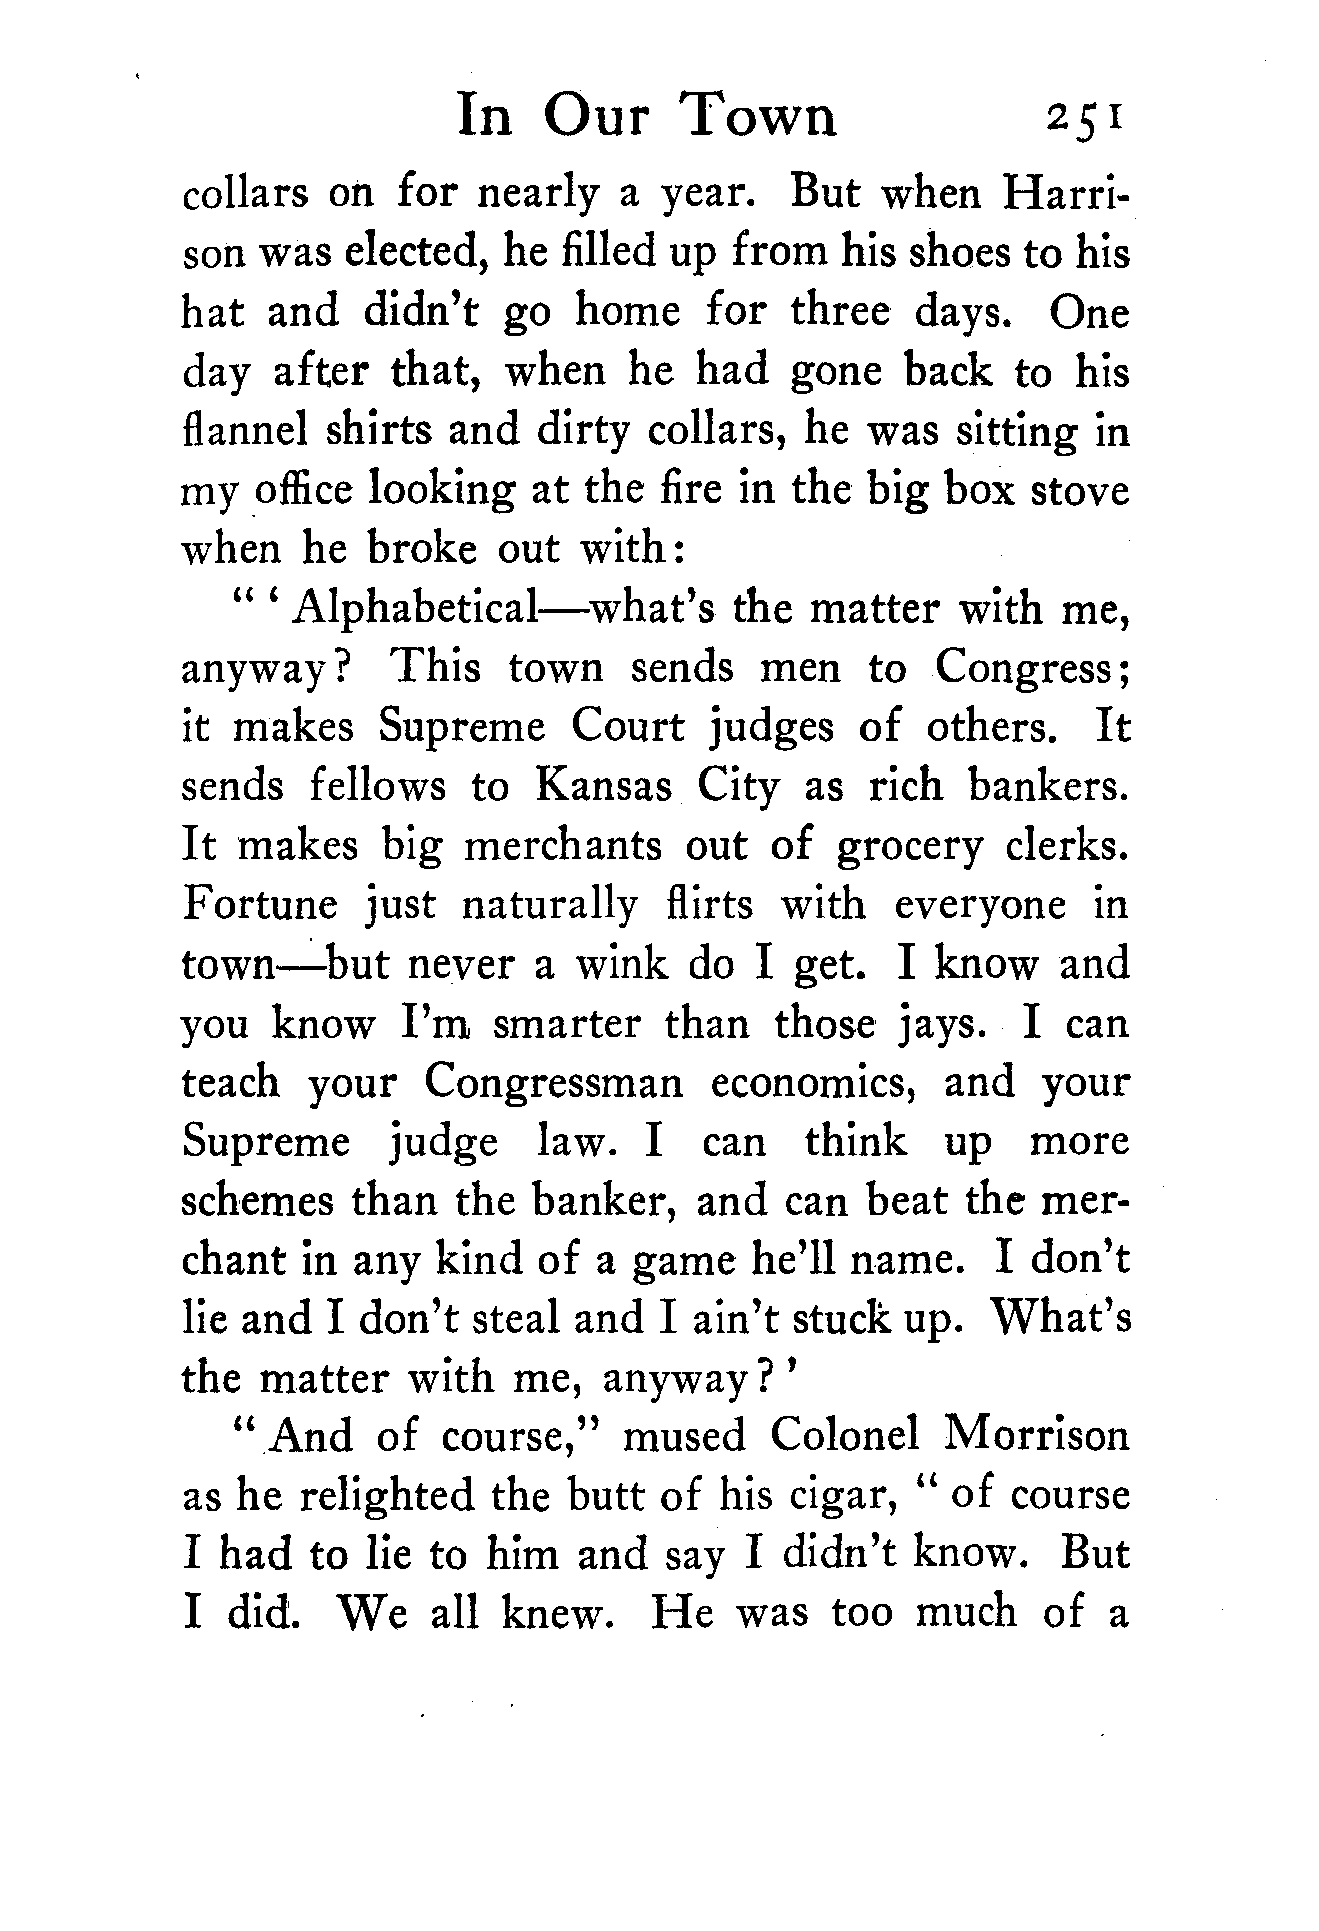 In Our Town 251
collars on for nearly a year. But when Harri-
son was elected, he filled up from his shoes to his
hat and didn't go home for three days. One
day after that, when he had gone back to his
flannel shirts and dirty collars, he was sitting in
my office looking at the fire in the big box stove
when he broke out with:
" ' Alphabetical—what's the matter with me,
anyway? This town sends men to Congress;
it makes Supreme Court judges of others. It
sends fellows to Kansas City as rich bankers.
It makes big merchants out of grocery clerks.
Fortune just naturally flirts with everyone in
town—but never a wink do I get. I know and
you know I'm smarter than those jays. I can
teach your Congressman economics, and your
Supreme judge law. I can think up more
schemes than the banker, and can beat the mer-
chant in any kind of a game he'll name. I don't
lie and I don't steal and I ain't stuck up. What's
the matter with me, anyway? '
" And of course," mused Colonel Morrison
as he relighted the butt of his cigar, " of course
I had to lie to him and say I didn't know. But
I did. We all knew. He was too much of a